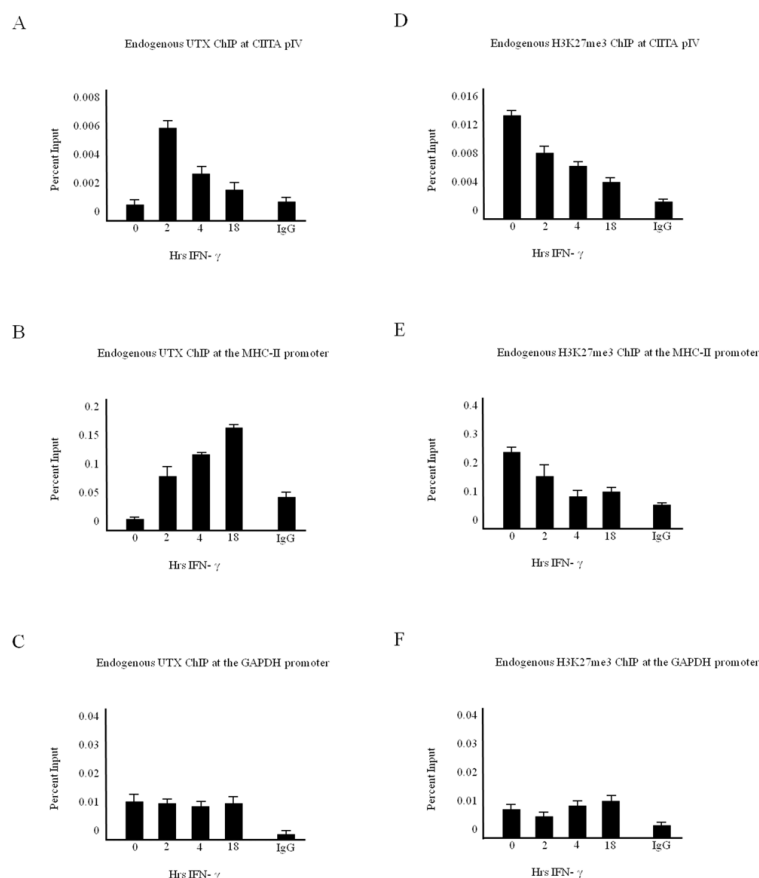 A
Endogenous UTX ChIP at CIITA pIV
Percent Input
0.008
0.006
0.004
0.002
0
0 2 4 18 IgG
Hrs IFN- γ
D
Endogenous H3K27me3 ChIP at CIITA pIV
Percent Input
0.016
0.012
0.008
0.004
0
0 2 4 18 IgG
Hrs IFN- γ
B
Endogenous UTX ChIP at the MHC-II promoter
Percent Input
0.2
0.15
0.1
0.05
0
0 2 4 18 IgG
Hrs IFN- γ
E
Endogenous H3K27me3 ChIP at the MHC-II promoter
Percent Input
0.4
0.3
0.2
0.1
0
0 2 4 18 IgG
Hrs IFN- γ
C
Endogenous UTX ChIP at the GAPDH promoter
Percent Input
0.04
0.03
0.02
0.01
0
0 2 4 18 IgG
Hrs IFN- γ
F
Endogenous H3K27me3 ChIP at the GAPDH promoter
Percent Input
0.04
0.03
0.02
0.01
0
0 2 4 18 IgG
Hrs IFN- γ